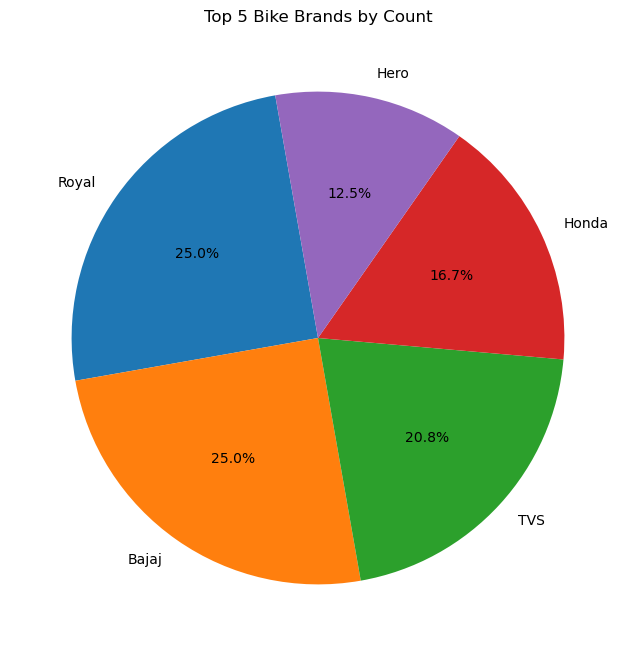 Top 5 Bike Brands by Count
Hero
12.5%
Royal
25.0%
Honda
16.7%
20.8%
25.0%
TVS
Bajaj